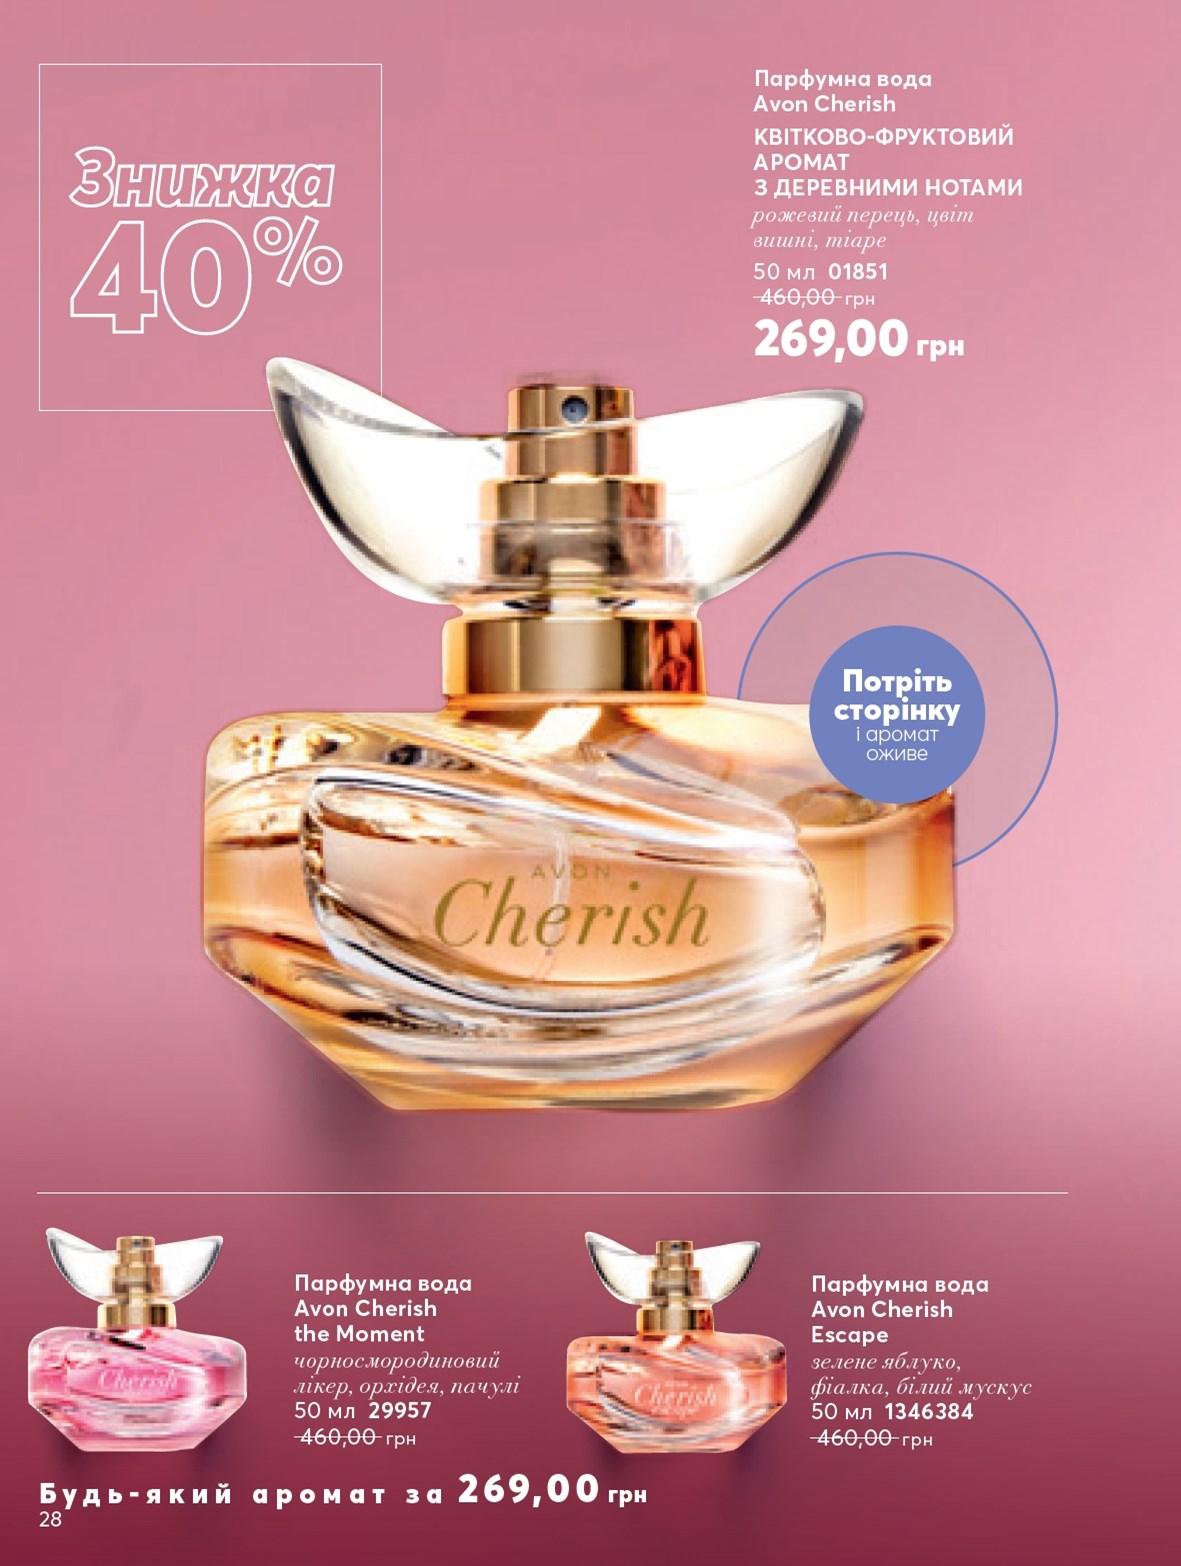 Знижка
40%
Парфумна вода
Avon Cherish
КВІТКОВО-ФРУКТОВИЙ
АРОМАТ
З ДЕРЕВНИМИ НОТАМИ
рожевий перець, цвіт
вишні, тіаре
50 мл 01851
460,00 грн
269,00 грн
Потріть
сторінку
і аромат
оживе
AVON
Cherish
Cherish
Парфумна вода
Avon Cherish
the Moment
чорносмородиновий
лікер, орхідея, пачулі
50 мл 29957
460,00 грн
Cherish
escape
Парфумна вода
Avon Cherish
Escape
зелене яблуко,
фіалка, білий мускус
50 мл 1346384
460,00 грн
Будь-який аромат за 269,00 грн
28